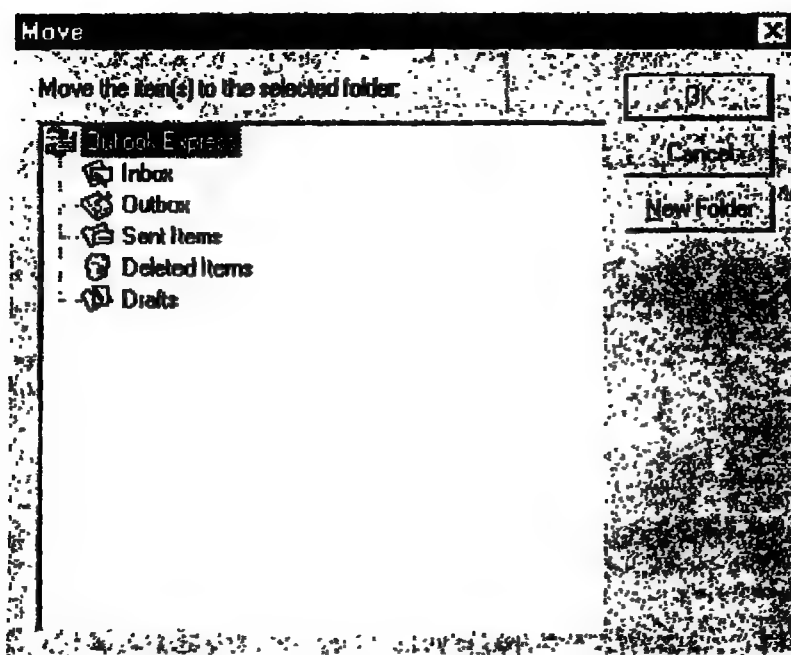 Move
Move the item(s) to the selected folder:
OK
Cancel
New Folder
Outlook Express
Inbox
Outbox
Sent Items
Deleted Items
Drafts